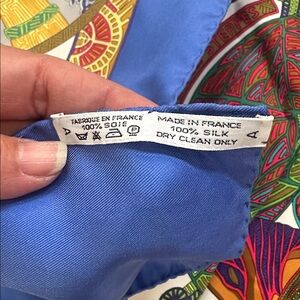 FABRIQUE EN FRANCE
100% SOIE
MADE IN FRANCE
100% SILK
DRY CLEAN ONLY
A